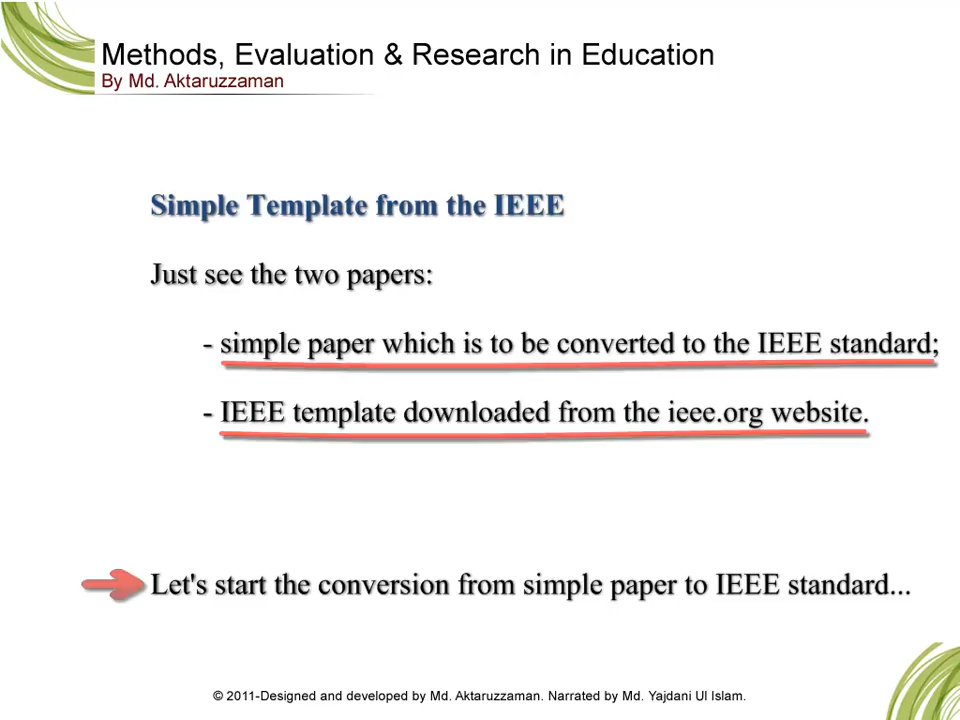 Methods, Evaluation & Research in Education
By Md. Aktaruzzaman
Simple Template from the IEEE
Just see the two papers:
- simple paper which is to be converted to the IEEE standard;
- IEEE template downloaded from the ieee.org website.
Let's start the conversion from simple paper to IEEE standard...
© 2011-Designed and developed by Md. Aktaruzzaman. Narrated by Md. Yajdani Ul Islam.